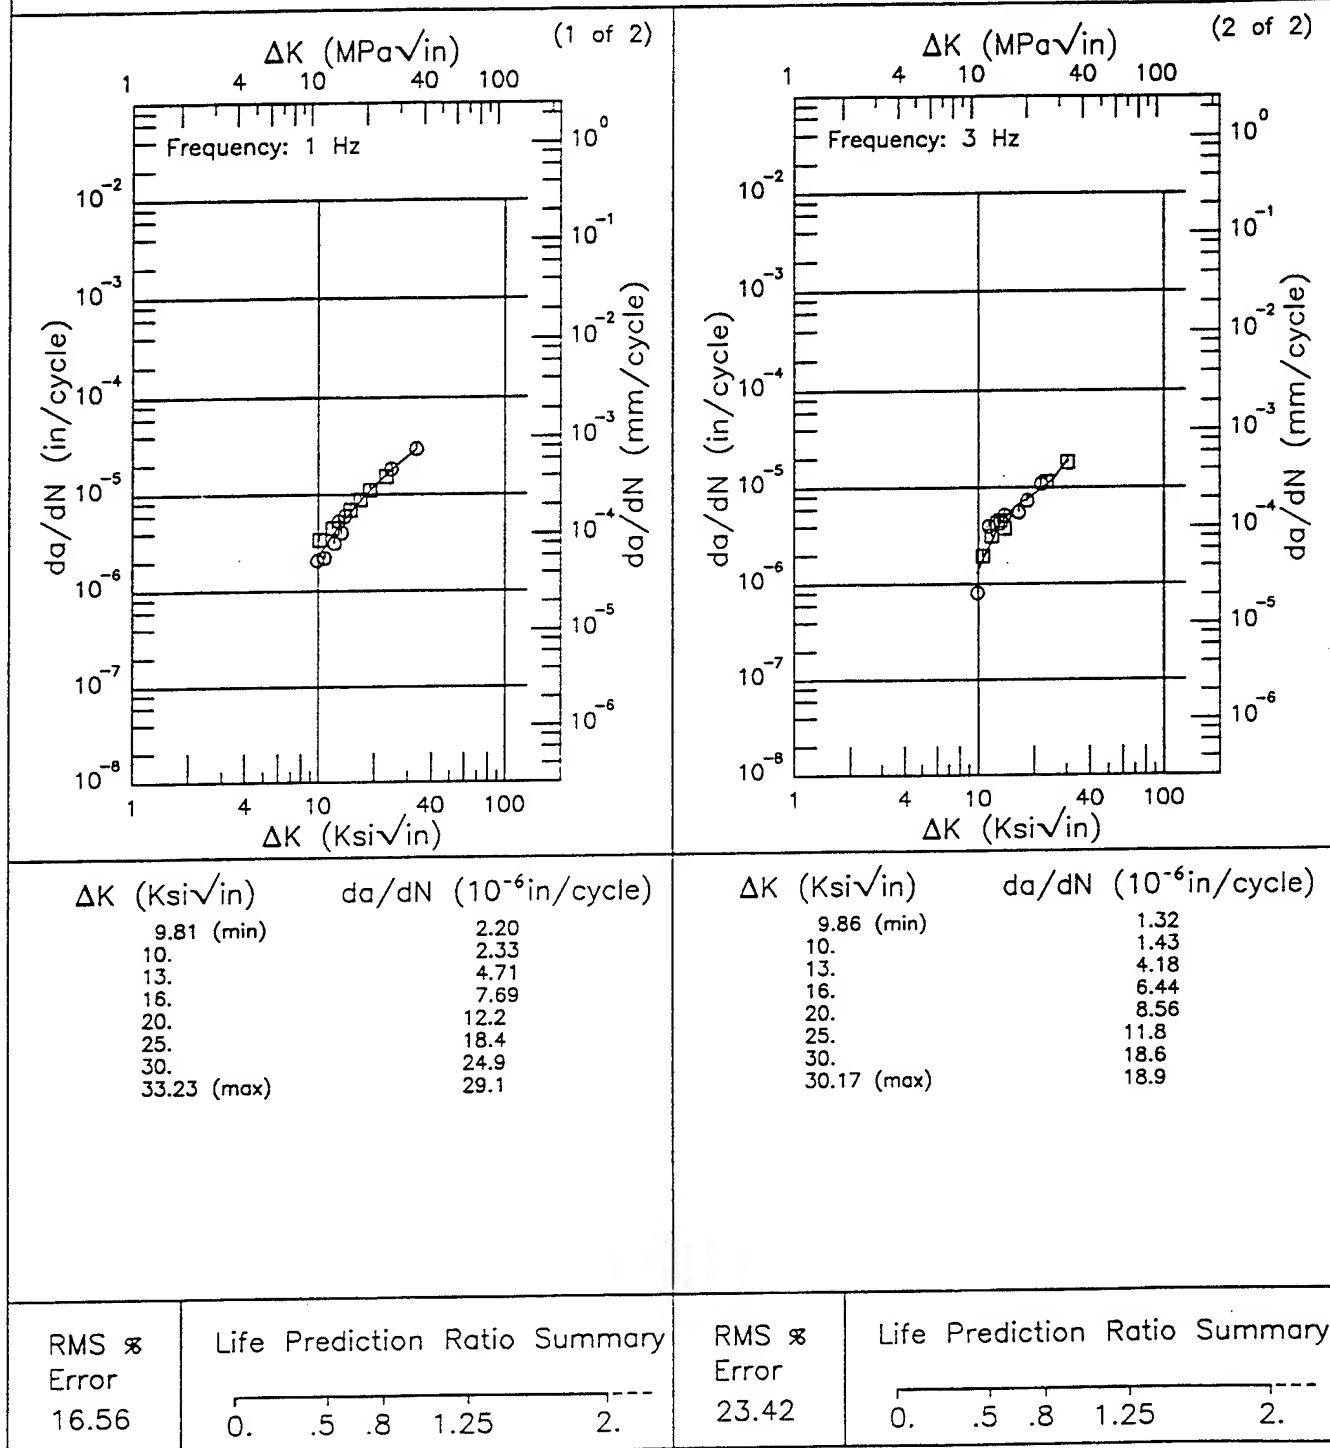 (1 of 2)
ΔK (MPa√in)
1 4 10 40 100
Frequency: 1 Hz
da/dN (in/cycle)
10⁻²
10⁻³
10⁻⁴
10⁻⁵
10⁻⁶
10⁻⁷
10⁻⁸
10⁰
10⁻¹
10⁻²
10⁻³
10⁻⁴
10⁻⁵
10⁻⁶
da/dN (mm/cycle)
1 4 10 40 100
ΔK (Ksi√in)
ΔK (Ksi√in) da/dN (10⁻⁶in/cycle)
9.81 (min) 2.20
10. 2.33
13. 4.71
16. 7.69
20. 12.2
25. 18.4
30. 24.9
33.23 (max) 29.1
RMS %
Error
16.56
Life Prediction Ratio Summary
0. .5 .8 1.25 2.
(2 of 2)
ΔK (MPa√in)
1 4 10 40 100
Frequency: 3 Hz
da/dN (in/cycle)
10⁻²
10⁻³
10⁻⁴
10⁻⁵
10⁻⁶
10⁻⁷
10⁻⁸
10⁰
10⁻¹
10⁻²
10⁻³
10⁻⁴
10⁻⁵
10⁻⁶
da/dN (mm/cycle)
1 4 10 40 100
ΔK (Ksi√in)
ΔK (Ksi√in) da/dN (10⁻⁶in/cycle)
9.86 (min) 1.32
10. 1.43
13. 4.18
16. 6.44
20. 8.56
25. 11.8
30. 18.6
30.17 (max) 18.9
RMS %
Error
23.42
Life Prediction Ratio Summary
0. .5 .8 1.25 2.